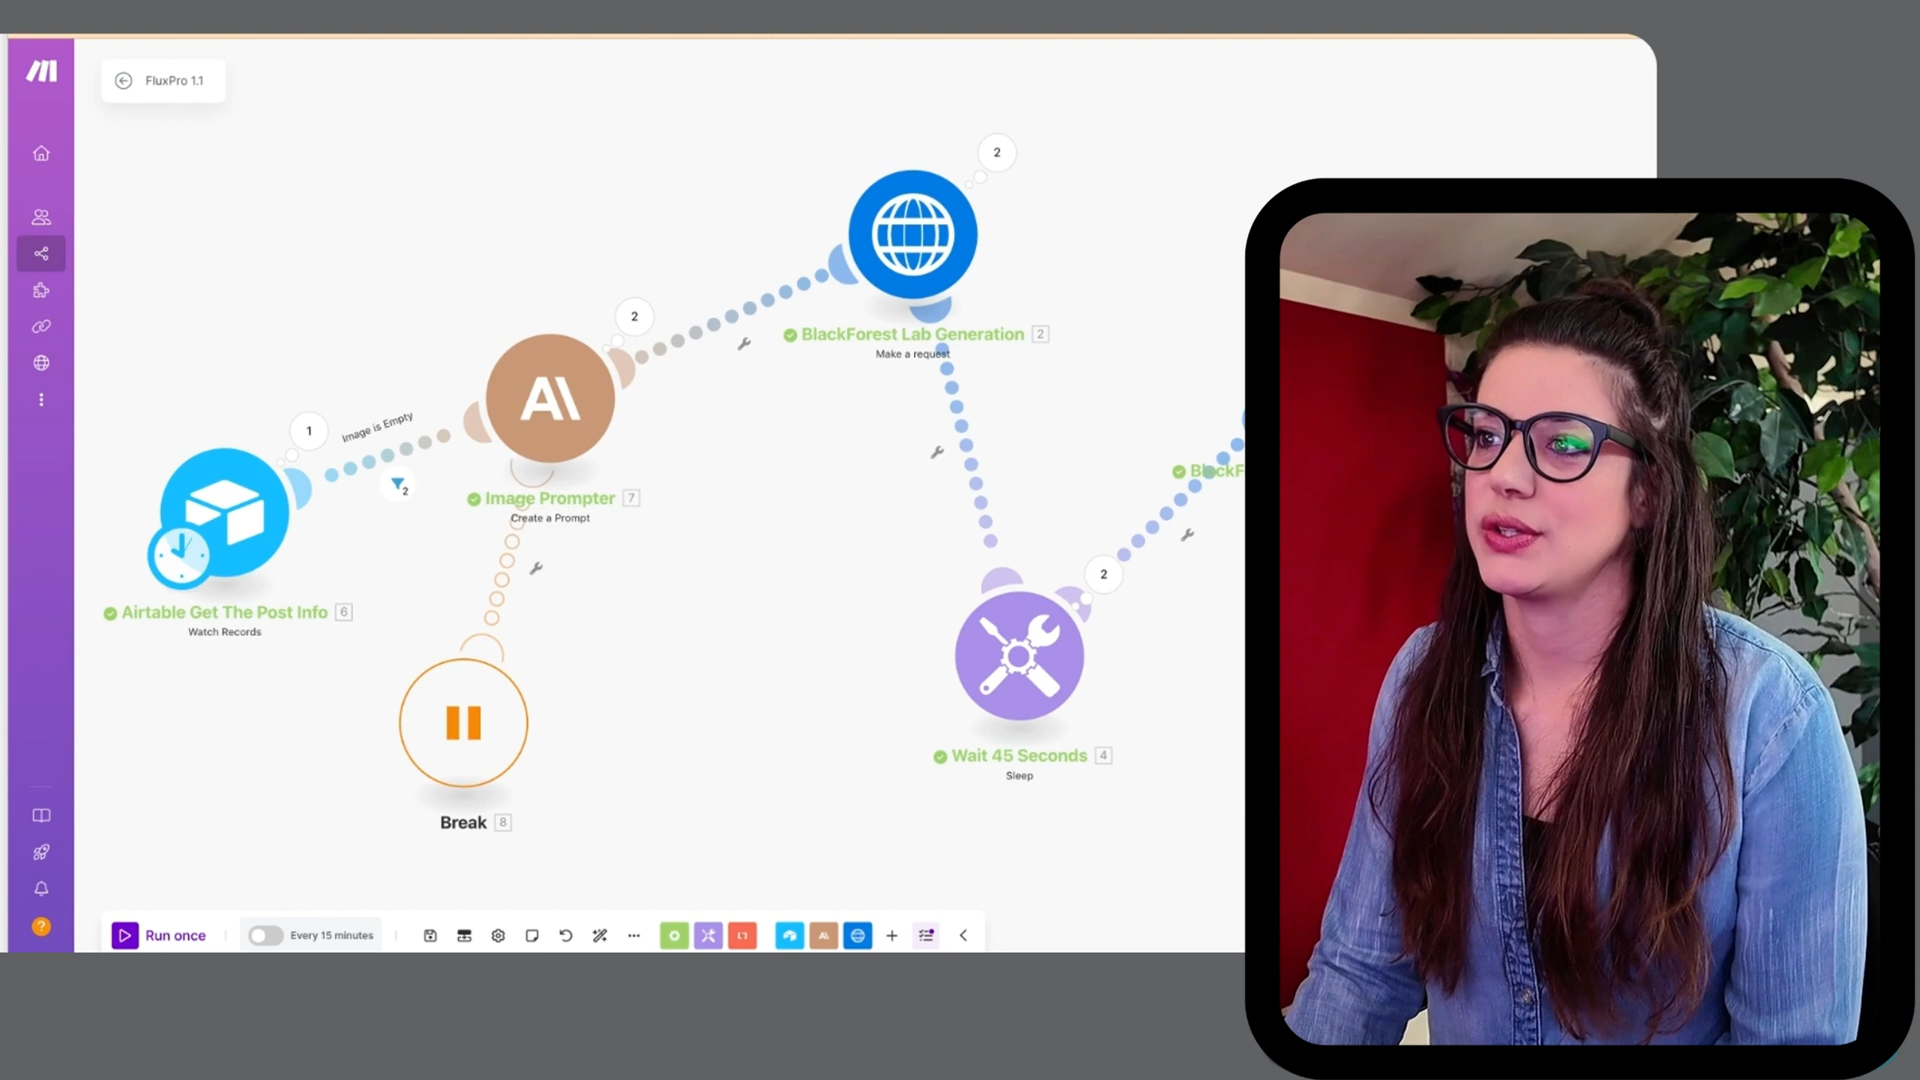 FluxPro 1.1
2
BlackForest Lab Generation 2
Make a request
2
Image is Empty
1
2
Image Prompter 7
Create a Prompt
BlackF
Airtable Get The Post Info 6
Watch Records
2
Wait 45 Seconds 4
Sleep
Break 8
Run once
Every 15 minutes